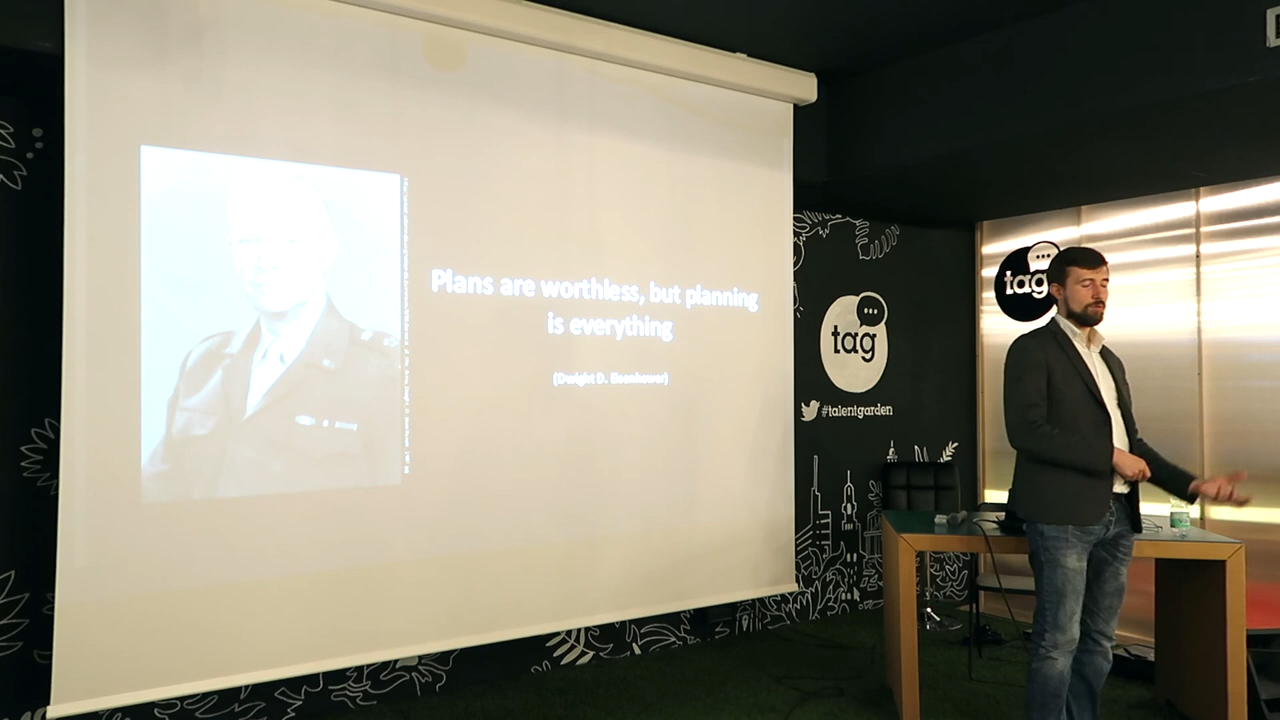 Plans are worthless, but planning
is everything
(Dwight D. Eisenhower)
tag
#talentgarden
tag